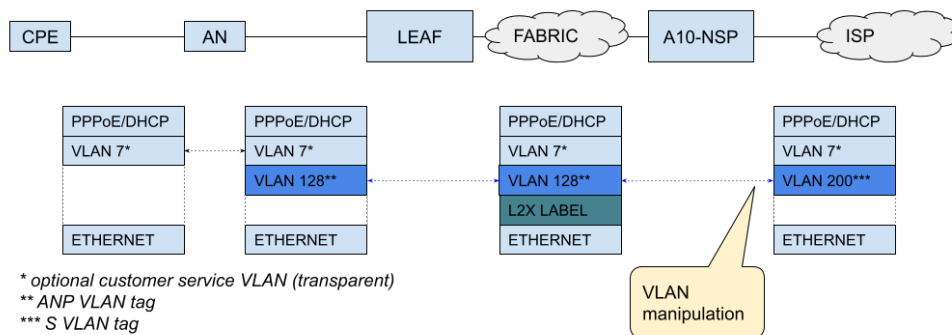 CPE
AN
LEAF
FABRIC
A10-NSP
ISP
PPPoE/DHCP
VLAN 7*
ETHERNET
PPPoE/DHCP
VLAN 7*
VLAN 128**
ETHERNET
PPPoE/DHCP
VLAN 7*
VLAN 128**
L2X LABEL
ETHERNET
PPPoE/DHCP
VLAN 7*
VLAN 200***
ETHERNET
* optional customer service VLAN (transparent)
** ANP VLAN tag
*** S VLAN tag
VLAN
manipulation